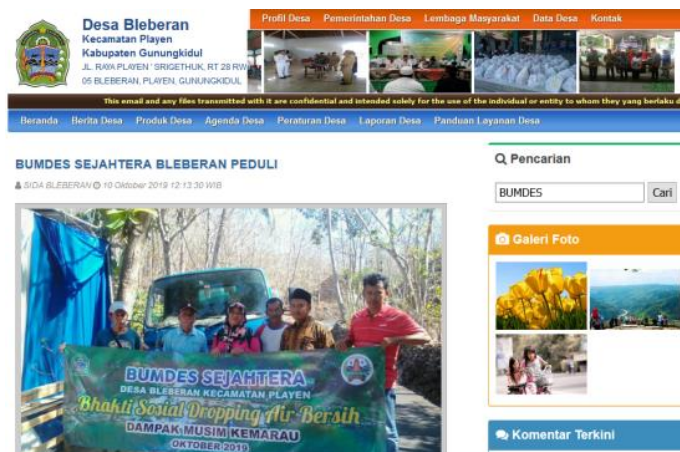 Desa Bleberan
Kecamatan Playen
Kabupaten Gunungkidul
JL. RAYA PLAYEN ' SRIGETHUK, RT 28 RW
05 BLEBERAN, PLAYEN, GUNUNGKIDUL
Profil Desa Pemerintahan Desa Lembaga Masyarakat Data Desa Kontak
This email and any files transmitted with it are confidential and intended solely for the use of the individual or entity to whom they yang berlaku d
Beranda Berita Desa Produk Desa Agenda Desa Peraturan Desa Laporan Desa Panduan Layanan Desa
BUMDES SEJAHTERA BLEBERAN PEDULI
SIDA BLEBERAN 10 Oktober 2019 12:13:30 WIB
BUMDES SEJAHTERA
DESA BLEBERAN KECAMATAN PLAYEN
Bhakti Sosial Dropping Air Bersih
DAMPAK MUSIM KEMARAU
OKTOBER 2019
Pencarian
BUMDES Cari
Galeri Foto
Komentar Terkini